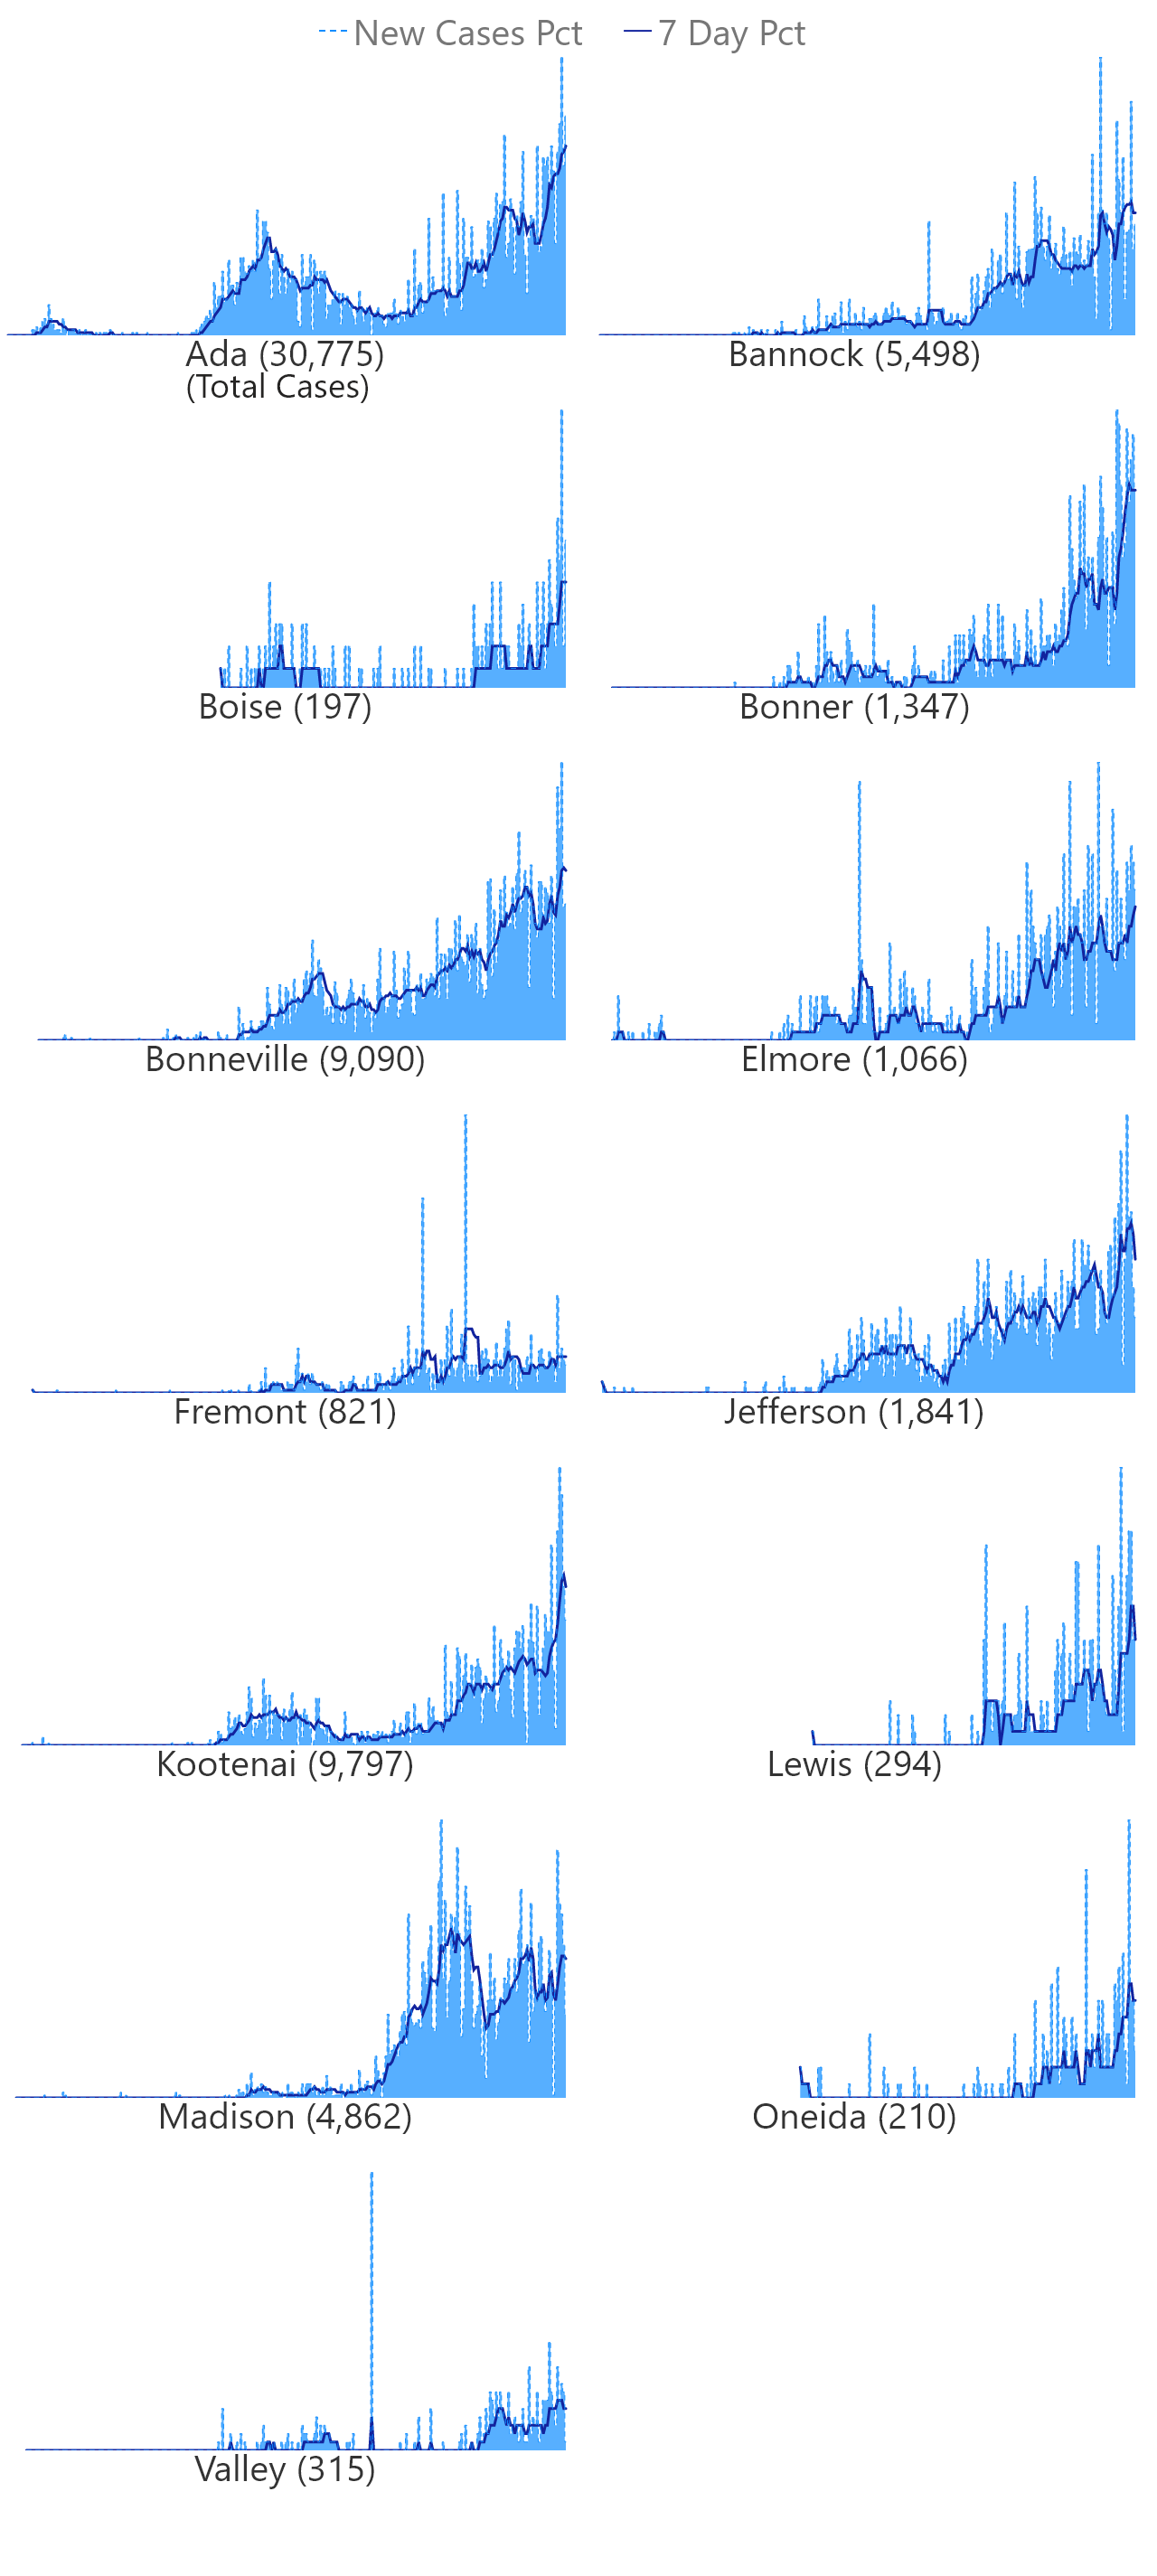 New Cases Pct 7 Day Pct
Ada (30,775)
(Total Cases)
Bannock (5,498)
Boise (197)
Bonner (1,347)
Bonneville (9,090)
Elmore (1,066)
Fremont (821)
Jefferson (1,841)
Kootenai (9,797)
Lewis (294)
Madison (4,862)
Oneida (210)
Valley (315)